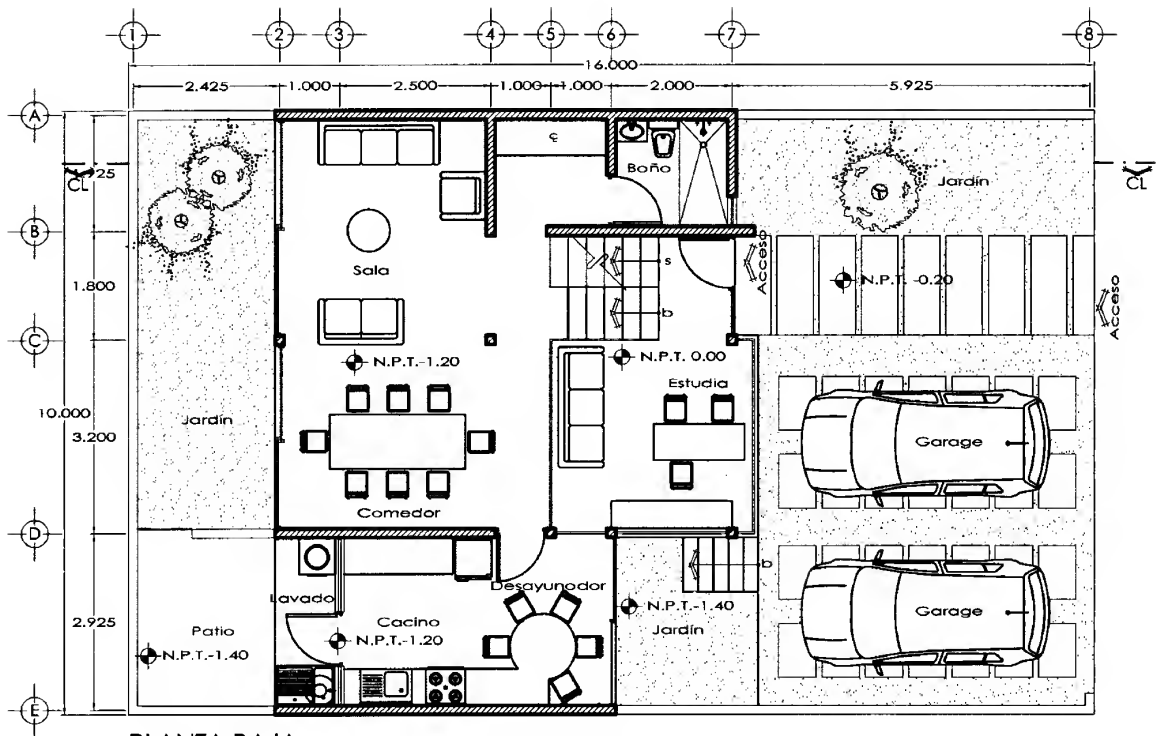 1 2 3 4 5 6 7 8
16.000
2.425 1.000 2.500 1.000 1.000 2.000 5.925
A
CL
25
CL
B
1.800
C
10.000
3.200
D
2.925
E
Baño
Jardín
Sala
s
b
Acceso
N.P.T. -0.20
Acceso
N.P.T.-1.20
N.P.T. 0.00
Estudia
Jardín
Garage
Comedor
Desayunodor
b
Lavado
Cacino
N.P.T.-1.40
Garage
Patio
N.P.T.-1.20
Jardín
N.P.T.-1.40
PLANTA BAJA